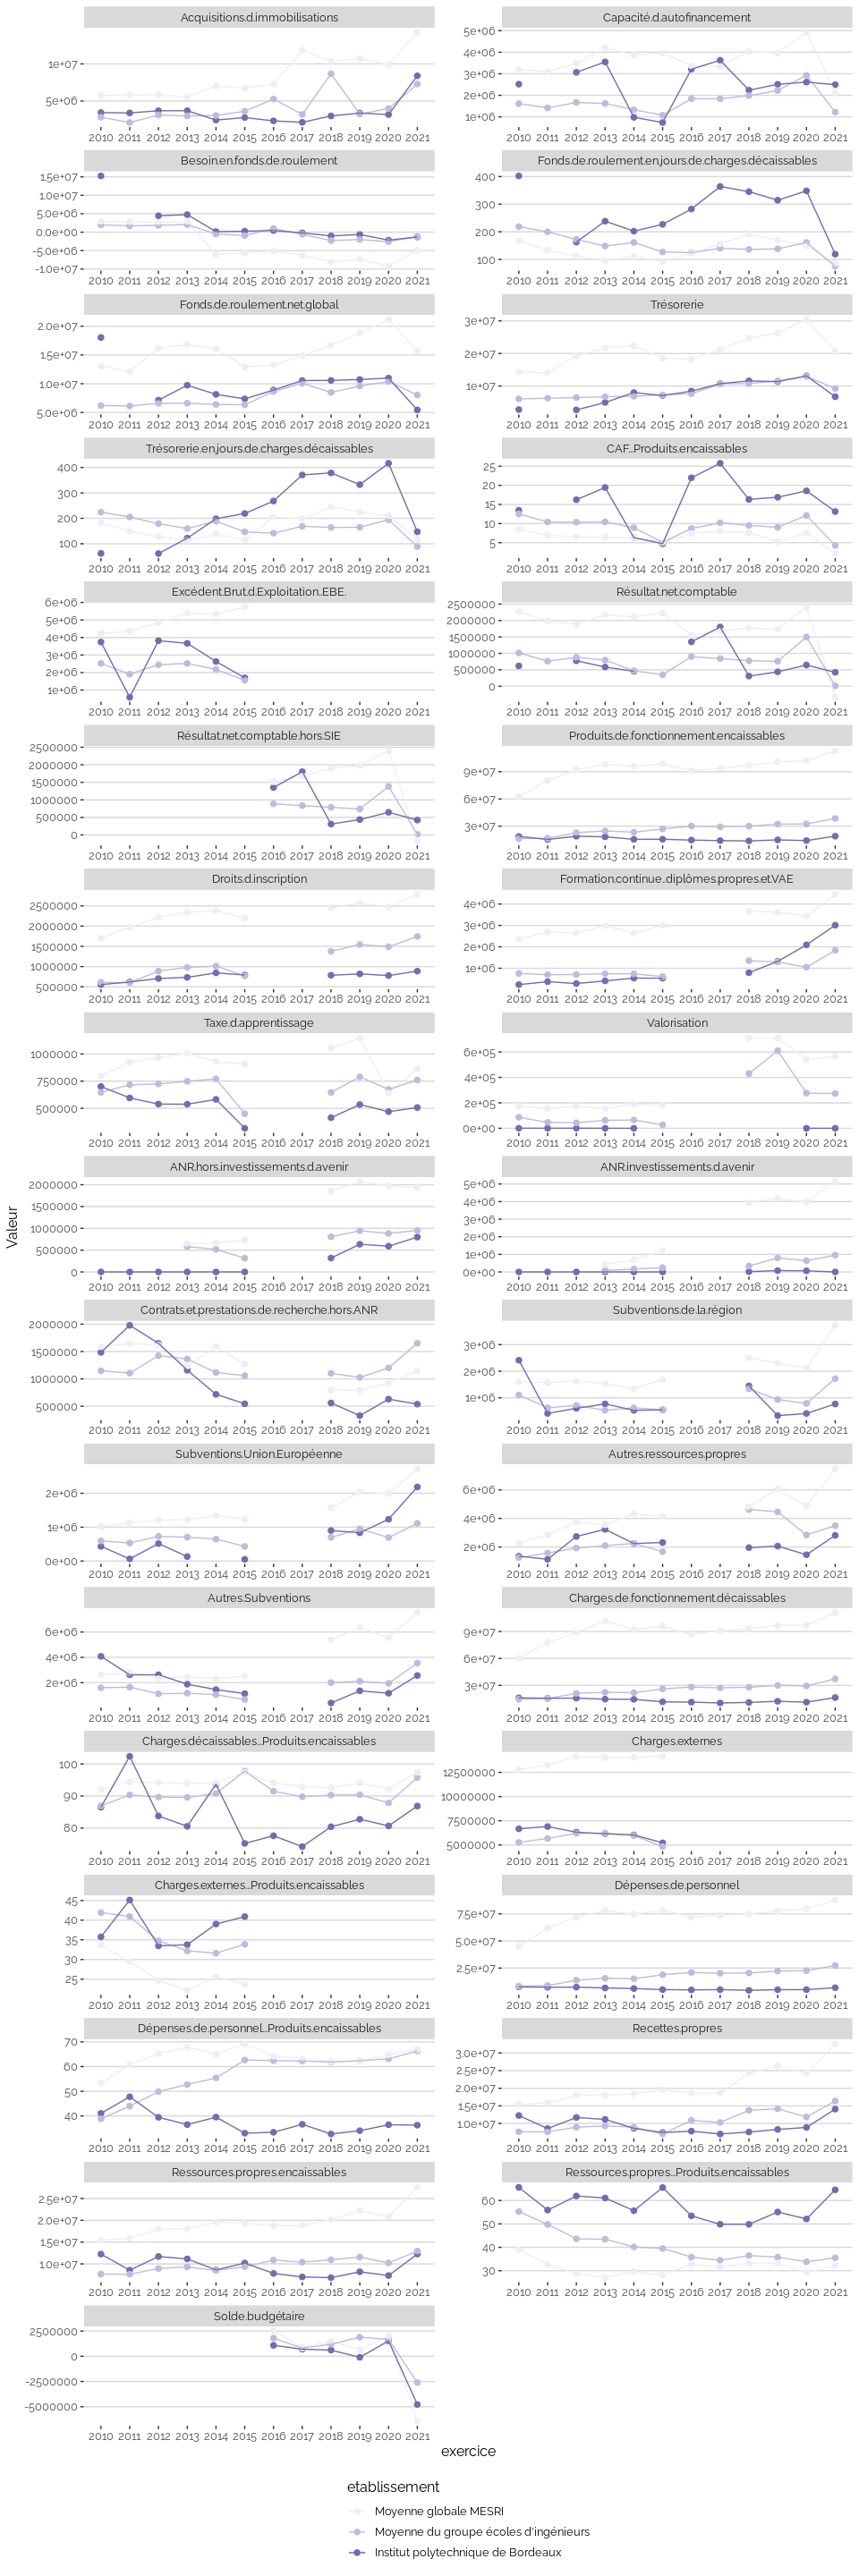 Acquisitions.d.immobilisations
Capacité.d.autofinancement
1e+07
5e+06
2010 2011 2012 2013 2014 2015 2016 2017 2018 2019 2020 2021
5e+06
4e+06
3e+06
2e+06
1e+06
2010 2011 2012 2013 2014 2015 2016 2017 2018 2019 2020 2021
Besoin.en.fonds.de.roulement
Fonds.de.roulement.en.jours.de.charges.décaissables
1.5e+07
1.0e+07
5.0e+06
0.0e+00
-5.0e+06
-1.0e+07
2010 2011 2012 2013 2014 2015 2016 2017 2018 2019 2020 2021
400
300
200
100
2010 2011 2012 2013 2014 2015 2016 2017 2018 2019 2020 2021
Fonds.de.roulement.net.global
Trésorerie
2.0e+07
1.5e+07
1.0e+07
5.0e+06
2010 2011 2012 2013 2014 2015 2016 2017 2018 2019 2020 2021
3e+07
2e+07
1e+07
2010 2011 2012 2013 2014 2015 2016 2017 2018 2019 2020 2021
Trésorerie.en.jours.de.charges.décaissables
CAF...Produits.encaissables
400
300
200
100
2010 2011 2012 2013 2014 2015 2016 2017 2018 2019 2020 2021
25
20
15
10
5
2010 2011 2012 2013 2014 2015 2016 2017 2018 2019 2020 2021
Excédent.Brut.d.Exploitation..EBE.
Résultat.net.comptable
6e+06
5e+06
4e+06
3e+06
2e+06
1e+06
2010 2011 2012 2013 2014 2015 2016 2017 2018 2019 2020 2021
2500000
2000000
1500000
1000000
500000
0
2010 2011 2012 2013 2014 2015 2016 2017 2018 2019 2020 2021
Résultat.net.comptable.hors.SIE
Produits.de.fonctionnement.encaissables
2500000
2000000
1500000
1000000
500000
0
2010 2011 2012 2013 2014 2015 2016 2017 2018 2019 2020 2021
9e+07
6e+07
3e+07
2010 2011 2012 2013 2014 2015 2016 2017 2018 2019 2020 2021
Droits.d.inscription
Formation.continue..diplômes.propres.et.VAE
2500000
2000000
1500000
1000000
500000
2010 2011 2012 2013 2014 2015 2016 2017 2018 2019 2020 2021
4e+06
3e+06
2e+06
1e+06
2010 2011 2012 2013 2014 2015 2016 2017 2018 2019 2020 2021
Taxe.d.apprentissage
Valorisation
1000000
750000
500000
2010 2011 2012 2013 2014 2015 2016 2017 2018 2019 2020 2021
6e+05
4e+05
2e+05
0e+00
2010 2011 2012 2013 2014 2015 2016 2017 2018 2019 2020 2021
Valeur
ANR.hors.investissements.d.avenir
ANR.investissements.d.avenir
2000000
1500000
1000000
500000
0
2010 2011 2012 2013 2014 2015 2016 2017 2018 2019 2020 2021
5e+06
4e+06
3e+06
2e+06
1e+06
0e+00
2010 2011 2012 2013 2014 2015 2016 2017 2018 2019 2020 2021
Contrats.et.prestations.de.recherche.hors.ANR
Subventions.de.la.région
2000000
1500000
1000000
500000
2010 2011 2012 2013 2014 2015 2016 2017 2018 2019 2020 2021
3e+06
2e+06
1e+06
2010 2011 2012 2013 2014 2015 2016 2017 2018 2019 2020 2021
Subventions.Union.Européenne
Autres.ressources.propres
2e+06
1e+06
0e+00
2010 2011 2012 2013 2014 2015 2016 2017 2018 2019 2020 2021
6e+06
4e+06
2e+06
2010 2011 2012 2013 2014 2015 2016 2017 2018 2019 2020 2021
Autres.Subventions
Charges.de.fonctionnement.décaissables
6e+06
4e+06
2e+06
2010 2011 2012 2013 2014 2015 2016 2017 2018 2019 2020 2021
9e+07
6e+07
3e+07
2010 2011 2012 2013 2014 2015 2016 2017 2018 2019 2020 2021
Charges.décaissables...Produits.encaissables
Charges.externes
100
90
80
2010 2011 2012 2013 2014 2015 2016 2017 2018 2019 2020 2021
12500000
10000000
7500000
5000000
2010 2011 2012 2013 2014 2015 2016 2017 2018 2019 2020 2021
Charges.externes...Produits.encaissables
Dépenses.de.personnel
45
40
35
30
25
2010 2011 2012 2013 2014 2015 2016 2017 2018 2019 2020 2021
7.5e+07
5.0e+07
2.5e+07
2010 2011 2012 2013 2014 2015 2016 2017 2018 2019 2020 2021
Dépenses.de.personnel...Produits.encaissables
Recettes.propres
70
60
50
40
2010 2011 2012 2013 2014 2015 2016 2017 2018 2019 2020 2021
3.0e+07
2.5e+07
2.0e+07
1.5e+07
1.0e+07
2010 2011 2012 2013 2014 2015 2016 2017 2018 2019 2020 2021
Ressources.propres.encaissables
Ressources.propres...Produits.encaissables
2.5e+07
2.0e+07
1.5e+07
1.0e+07
2010 2011 2012 2013 2014 2015 2016 2017 2018 2019 2020 2021
60
50
40
30
2010 2011 2012 2013 2014 2015 2016 2017 2018 2019 2020 2021
Solde.budgétaire
2500000
0
-2500000
-5000000
2010 2011 2012 2013 2014 2015 2016 2017 2018 2019 2020 2021
exercice
etablissement
Moyenne globale MESRI
Moyenne du groupe écoles d'ingénieurs
Institut polytechnique de Bordeaux